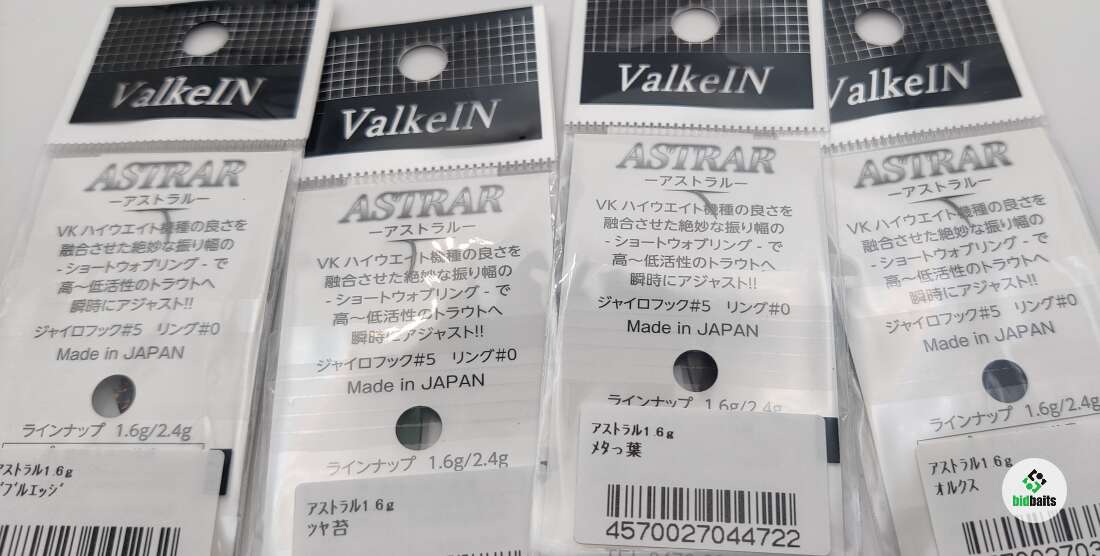 ValkeIN
ASTRAR
ーアストラルー
VK ハイウエイト機種の良さを
融合させた絶妙な振り幅の
- ショートウォブリング - で
高～低活性のトラウトへ
瞬時にアジャスト!!
ジャイロフック#5 リング#0
Made in JAPAN
ラインナップ 1.6g/2.4g
アストラル1.6g
ブルエッジ
ValkeIN
ASTRAR
ーアストラルー
VK ハイウエイト機種の良さを
融合させた絶妙な振り幅の
- ショートウォブリング - で
高～低活性のトラウトへ
瞬時にアジャスト!!
ジャイロフック#5 リング#0
Made in JAPAN
ラインナップ 1.6g/2.4g
アストラル1.6g
ツヤ苔
ValkeIN
ASTRAR
ーアストラルー
VK ハイウエイト機種の良さを
融合させた絶妙な振り幅の
- ショートウォブリング - で
高～低活性のトラウトへ
瞬時にアジャスト!!
ジャイロフック#5 リング#0
Made in JAPAN
ラインナップ 1.6g/2.4g
アストラル1.6g
メタっ葉
4570027044722
ValkeIN
ASTRAR
ーアストラルー
VK ハイウエイト機種の良さを
融合させた絶妙な振り幅の
- ショートウォブリング - で
高～低活性のトラウトへ
瞬時にアジャスト!!
ジャイロフック#5 リング#0
Made in JAPAN
ラインナップ 1.6g/2.4g
アストラル1.6g
オルクス
bidbaits